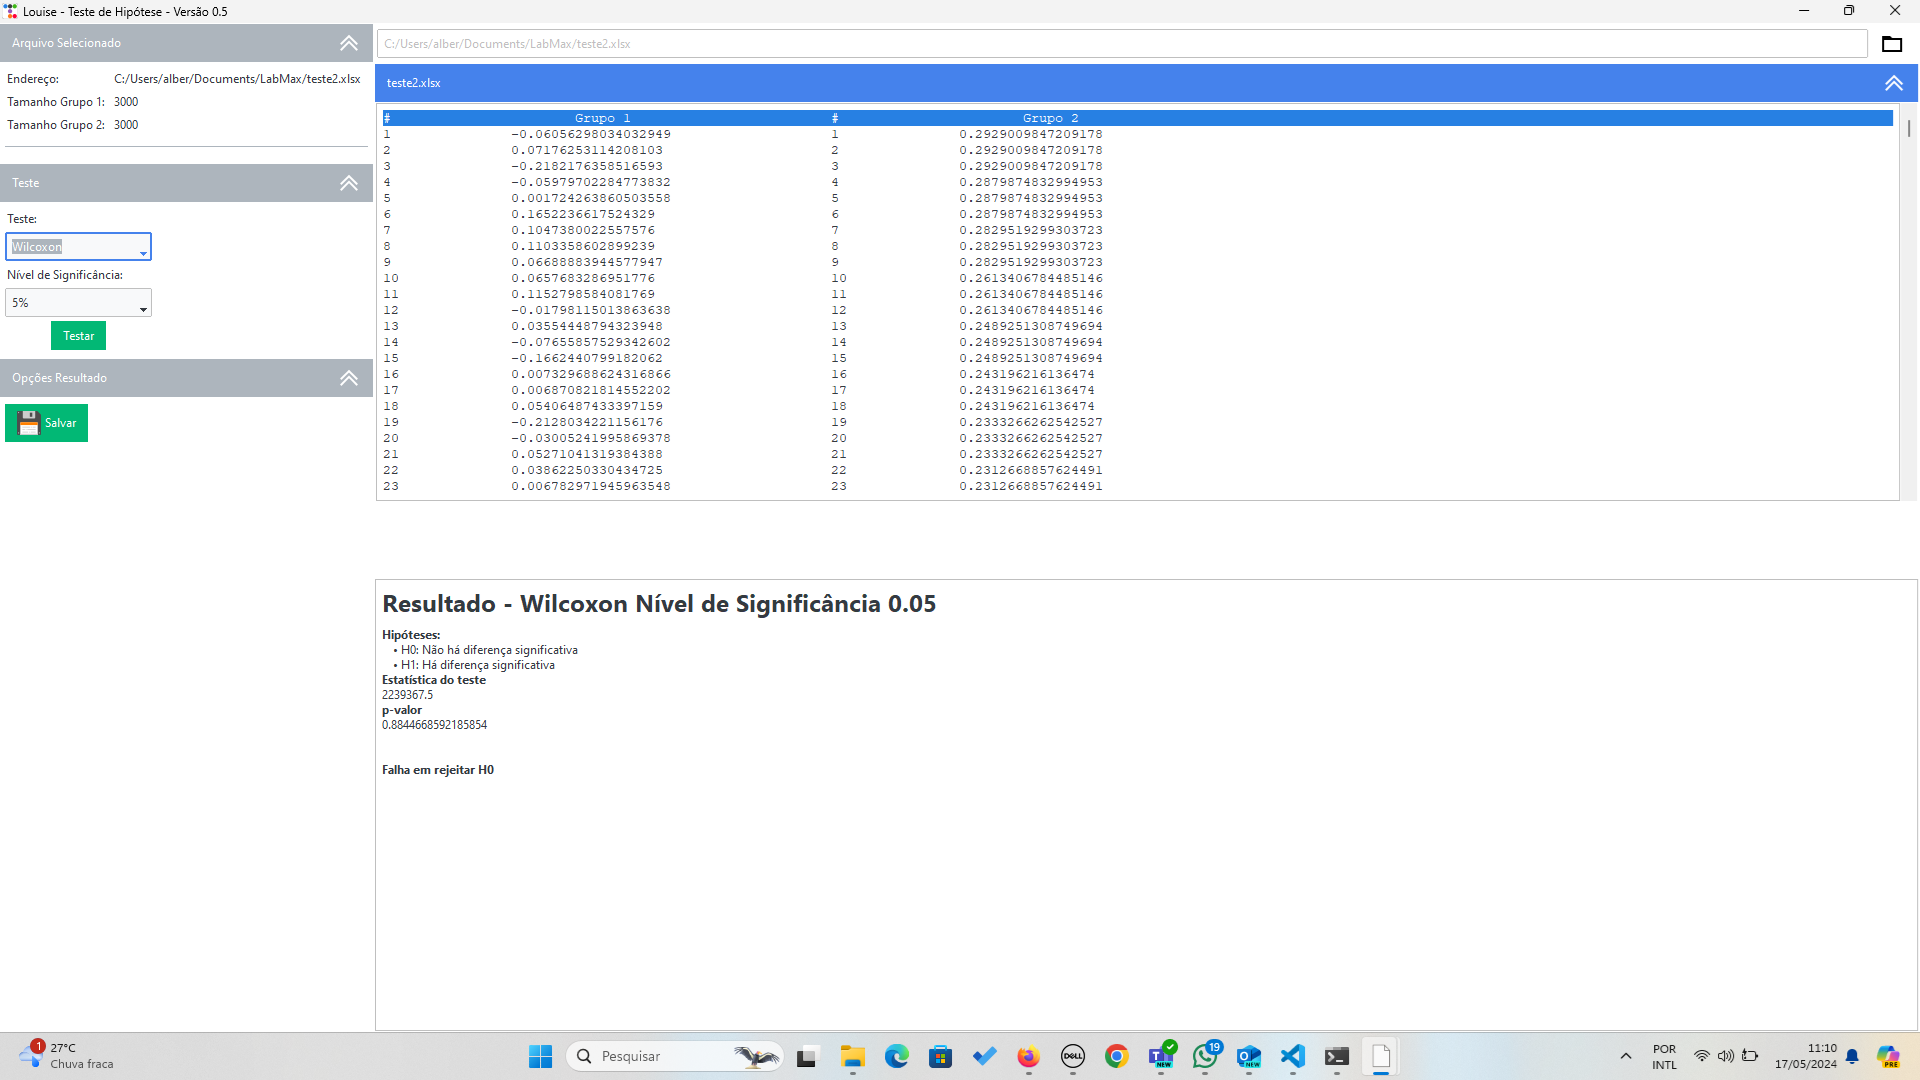 Louise - Teste de Hipótese - Versão 0.5
Arquivo Selecionado
Endereço: C:/Users/alber/Documents/LabMax/teste2.xlsx
Tamanho Grupo 1: 3000
Tamanho Grupo 2: 3000
Teste
Teste:
Wilcoxon
Nível de Significância:
5%
Testar
Opções Resultado
Salvar
C:/Users/alber/Documents/LabMax/teste2.xlsx
teste2.xlsx
# Grupo 1 # Grupo 2
1 -0.06056298034032949 1 0.2929009847209178
2 0.07176253114208103 2 0.2929009847209178
3 -0.2182176358516593 3 0.2929009847209178
4 -0.05979702284773832 4 0.2879874832994953
5 0.001724263860503558 5 0.2879874832994953
6 0.1652236617524329 6 0.2879874832994953
7 0.1047380022557576 7 0.2829519299303723
8 0.1103358602899239 8 0.2829519299303723
9 0.06688883944577947 9 0.2829519299303723
10 0.0657683286951776 10 0.2613406784485146
11 0.1152798584081769 11 0.2613406784485146
12 -0.01798115013863638 12 0.2613406784485146
13 0.03554448794323948 13 0.2489251308749694
14 -0.07655857529342602 14 0.2489251308749694
15 -0.1662440799182062 15 0.2489251308749694
16 0.007329688624316866 16 0.243196216136474
17 0.006870821814552202 17 0.243196216136474
18 0.05406487433397159 18 0.243196216136474
19 -0.2128034221156176 19 0.2333266262542527
20 -0.03005241995869378 20 0.2333266262542527
21 0.05271041319384388 21 0.2333266262542527
22 0.03862250330434725 22 0.2312668857624491
23 0.006782971945963548 23 0.2312668857624491
Resultado - Wilcoxon Nível de Significância 0.05
Hipóteses:
• H0: Não há diferença significativa
• H1: Há diferença significativa
Estatística do teste
2239367.5
p-valor
0.8844668592185854
Falha em rejeitar H0
1
27°C
Chuva fraca
Pesquisar
DELL
T
NEW
19
O
NEW
POR
INTL
11:10
17/05/2024
PRE